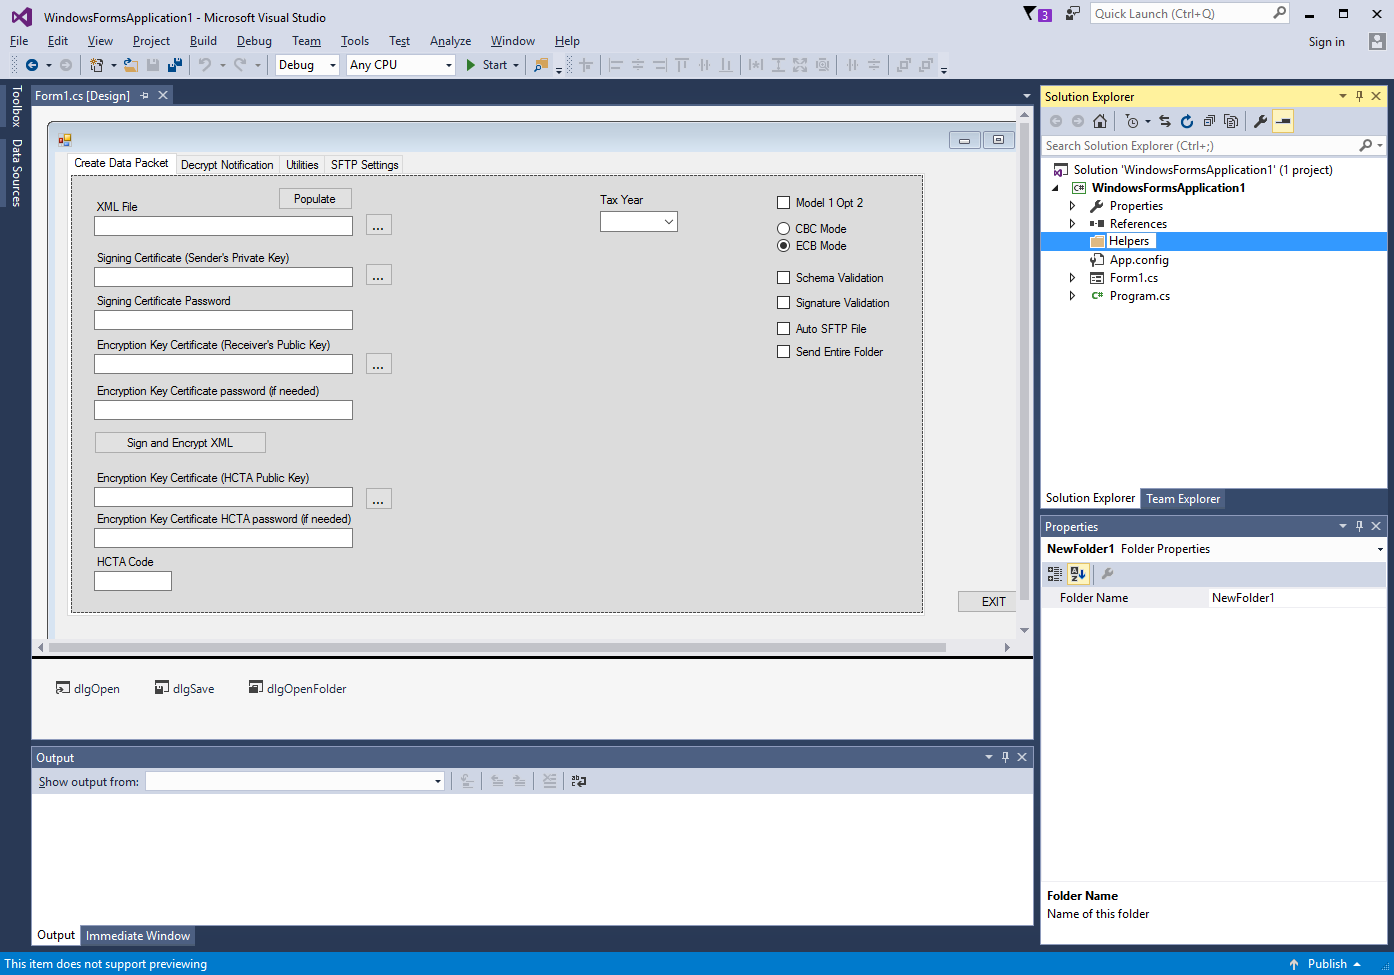 WindowsFormsApplication1 - Microsoft Visual Studio
3
Quick Launch (Ctrl+Q)
File Edit View Project Build Debug Team Tools Test Analyze Window Help
Sign in
Debug Any CPU Start
Toolbox
Data Sources
Form1.cs [Design]
Create Data Packet Decrypt Notification Utilities SFTP Settings
Populate
XML File
...
Tax Year
Model 1 Opt 2
CBC Mode
ECB Mode
Signing Certificate (Sender's Private Key)
...
Schema Validation
Signing Certificate Password
Signature Validation
Auto SFTP File
Encryption Key Certificate (Receiver's Public Key)
...
Send Entire Folder
Encryption Key Certificate password (if needed)
Sign and Encrypt XML
Encryption Key Certificate (HCTA Public Key)
...
Encryption Key Certificate HCTA password (if needed)
HCTA Code
EXIT
dlgOpen dlgSave dlgOpenFolder
Output
Show output from:
Output Immediate Window
Solution Explorer
Search Solution Explorer (Ctrl+;)
Solution 'WindowsFormsApplication1' (1 project)
C# WindowsFormsApplication1
Properties
References
Helpers
App.config
Form1.cs
C# Program.cs
Solution Explorer Team Explorer
Properties
NewFolder1 Folder Properties
Folder Name NewFolder1
Folder Name
Name of this folder
This item does not support previewing
Publish